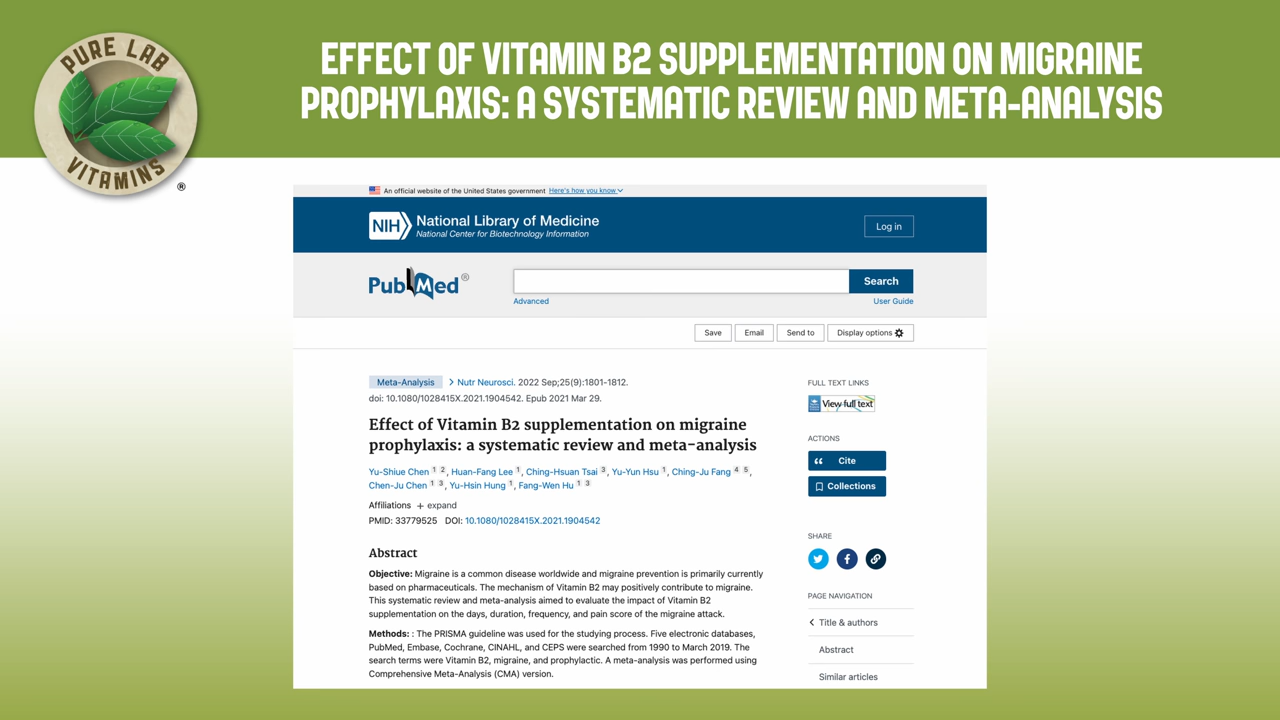 PURE LAB
VITAMINS
®
EFFECT OF VITAMIN B2 SUPPLEMENTATION ON MIGRAINE
PROPHYLAXIS: A SYSTEMATIC REVIEW AND META-ANALYSIS
An official website of the United States government Here's how you know
NIH National Library of Medicine
National Center for Biotechnology Information
Log in
PubMed®
Search
Advanced
User Guide
Save
Email
Send to
Display options
Meta-Analysis > Nutr Neurosci. 2022 Sep;25(9):1801-1812.
doi: 10.1080/1028415X.2021.1904542. Epub 2021 Mar 29.
Effect of Vitamin B2 supplementation on migraine
prophylaxis: a systematic review and meta-analysis
Yu-Shiue Chen 1 2, Huan-Fang Lee 1, Ching-Hsuan Tsai 3, Yu-Yun Hsu 1, Ching-Ju Fang 4 5,
Chen-Ju Chen 1 3, Yu-Hsin Hung 1, Fang-Wen Hu 1 3
Affiliations + expand
PMID: 33779525 DOI: 10.1080/1028415X.2021.1904542
Abstract
Objective: Migraine is a common disease worldwide and migraine prevention is primarily currently
based on pharmaceuticals. The mechanism of Vitamin B2 may positively contribute to migraine.
This systematic review and meta-analysis aimed to evaluate the impact of Vitamin B2
supplementation on the days, duration, frequency, and pain score of the migraine attack.
Methods: : The PRISMA guideline was used for the studying process. Five electronic databases,
PubMed, Embase, Cochrane, CINAHL, and CEPS were searched from 1990 to March 2019. The
search terms were Vitamin B2, migraine, and prophylactic. A meta-analysis was performed using
Comprehensive Meta-Analysis (CMA) version.
FULL TEXT LINKS
View full text
ACTIONS
Cite
Collections
SHARE
PAGE NAVIGATION
Title & authors
Abstract
Similar articles